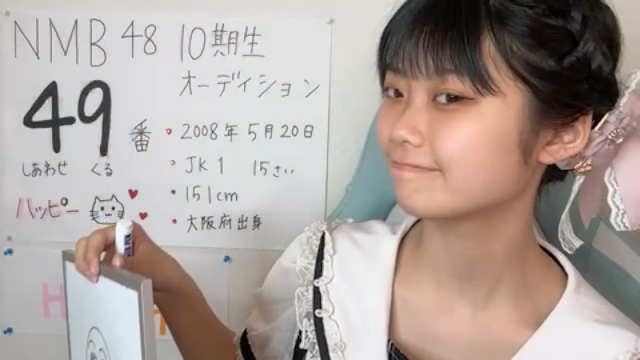 NMB48 10期生
オーディション
49番
しあわせ くる
ハッピー
• 2008年5月20日
• JK1 15さい
• 151cm
• 大阪府出身
H